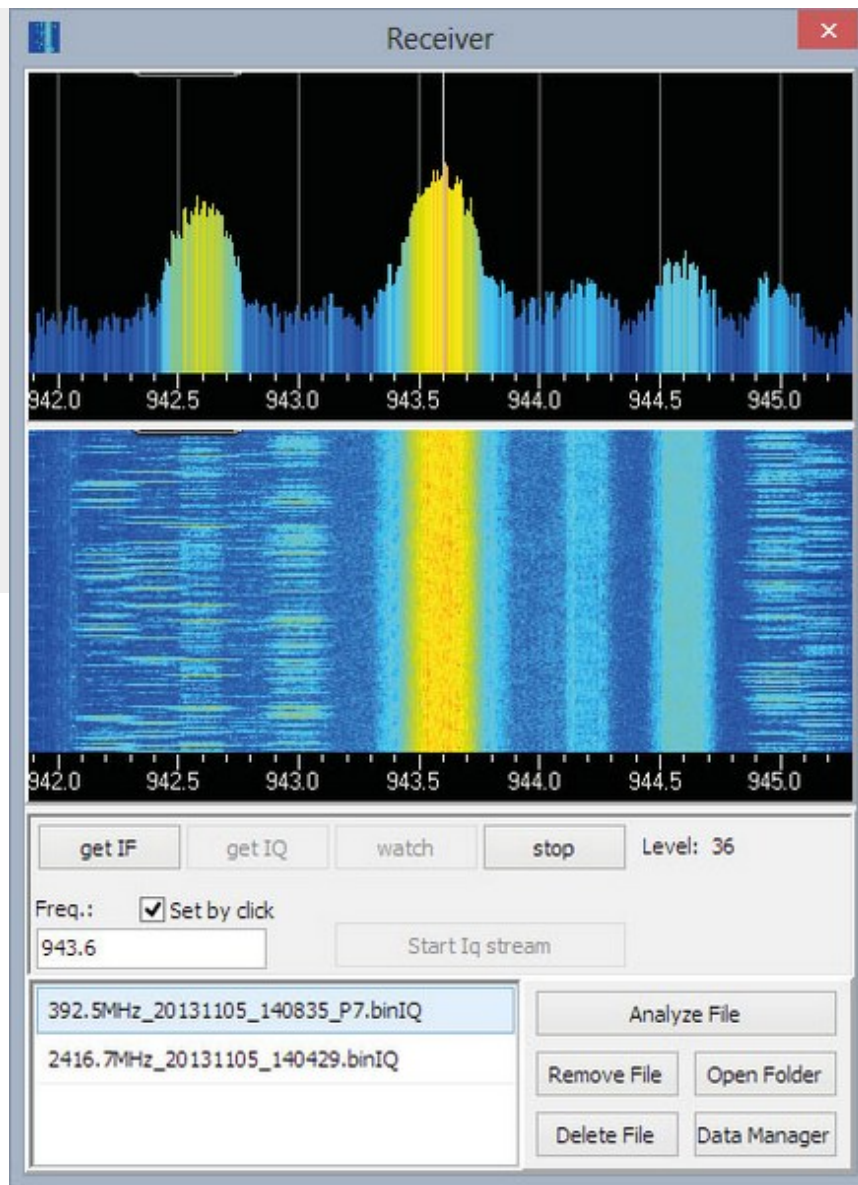 Receiver
942.0 942.5 943.0 943.5 944.0 944.5 945.0
942.0 942.5 943.0 943.5 944.0 944.5 945.0
get IF get IQ watch stop Level: 36
Freq.: Set by click
943.6 Start Iq stream
392.5MHz_20131105_140835_P7.binIQ Analyze File
2416.7MHz_20131105_140429.binIQ
Remove File Open Folder
Delete File Data Manager